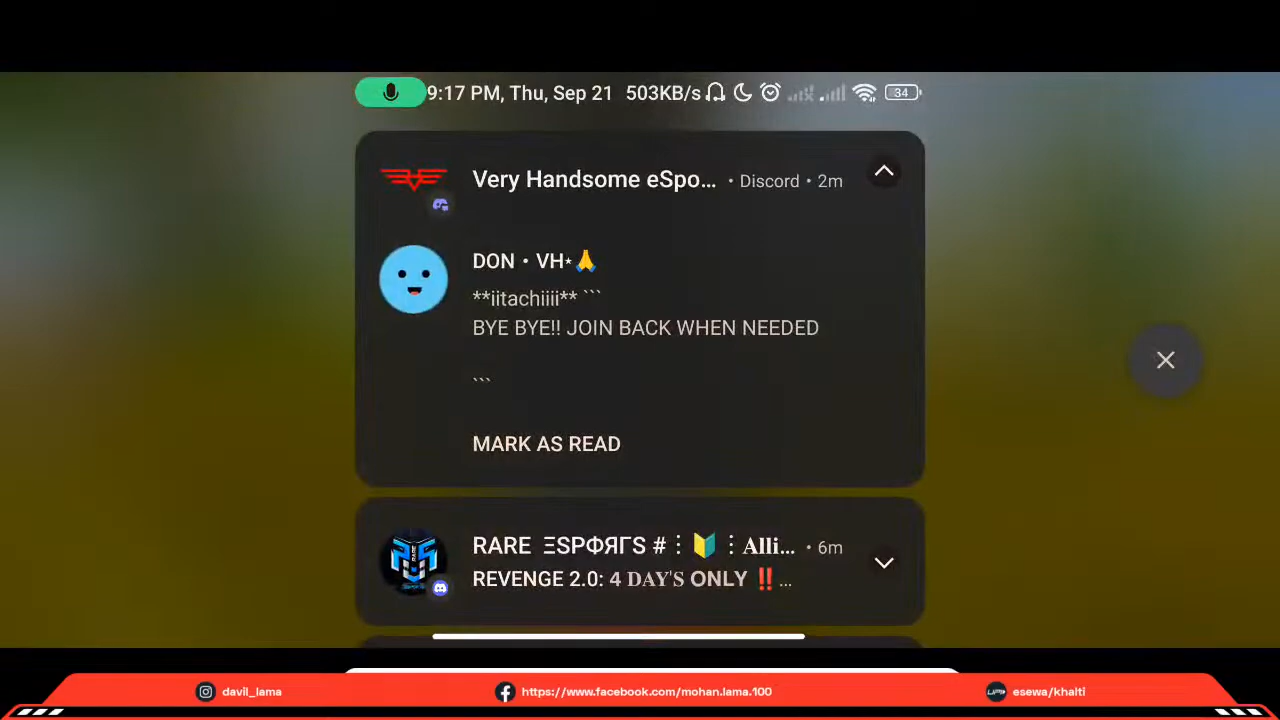 9:17 PM, Thu, Sep 21 503KB/s 34
Very Handsome eSpo... • Discord • 2m
DON • VH⋆🙏
**iitachiiii** ```
BYE BYE!! JOIN BACK WHEN NEEDED
```
MARK AS READ
RARE ΞSPФЯГS #⋮🔰⋮𝐀𝐥𝐥𝐢... • 6m
REVENGE 2.0: 𝟒 𝐃𝐀𝐘'𝐒 𝗢𝗡𝗟𝗬 ‼️...
davil_lama
https://www.facebook.com/mohan.lama.100
esewa/khalti